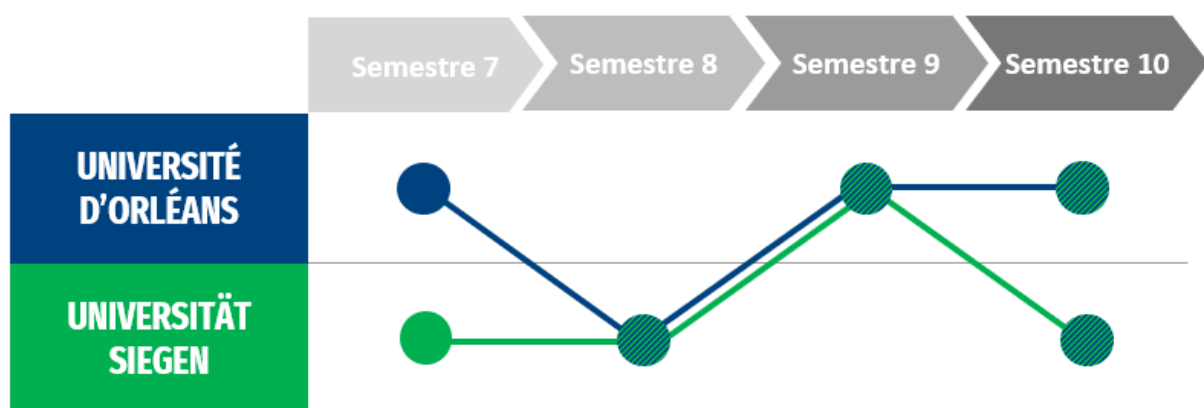 Semestre 7
Semestre 8
Semestre 9
Semestre 10
UNIVERSITÉ
D'ORLÉANS
UNIVERSITÄT
SIEGEN